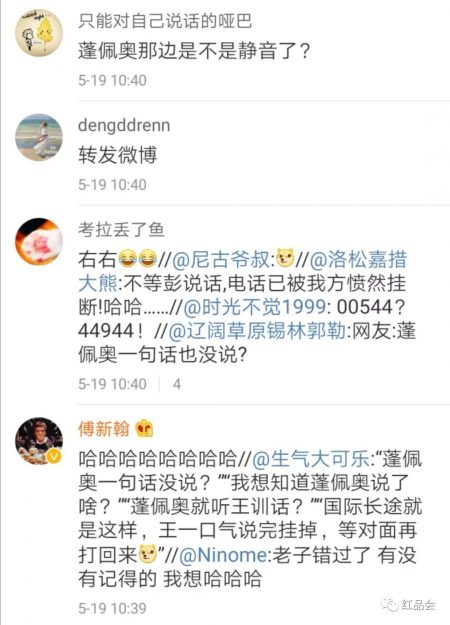 只能对自己说话的哑巴
蓬佩奥那边是不是静音了？
5-19 10:40
dengddrenn
转发微博
5-19 10:40
考拉丢了鱼
右右😂😂//@尼古爷叔://@洛松嘉措
大熊:不等彭说话,电话已被我方愤然挂
断!哈哈……//@时光不觉1999: 00544？
44944！//@辽阔草原锡林郭勒:网友:蓬
佩奥一句话也没说?
5-19 10:40 4
傅新翰
哈哈哈哈哈哈哈哈//@生气大可乐:“蓬佩
奥一句话没说？”“我想知道蓬佩奥说了
啥？”“蓬佩奥就听王训话？”“国际长途就
是这样，王一口气说完挂掉，等对面再
打回来”//@Ninome:老子错过了 有没
有记得的 我想哈哈哈
5-19 10:39
红品会